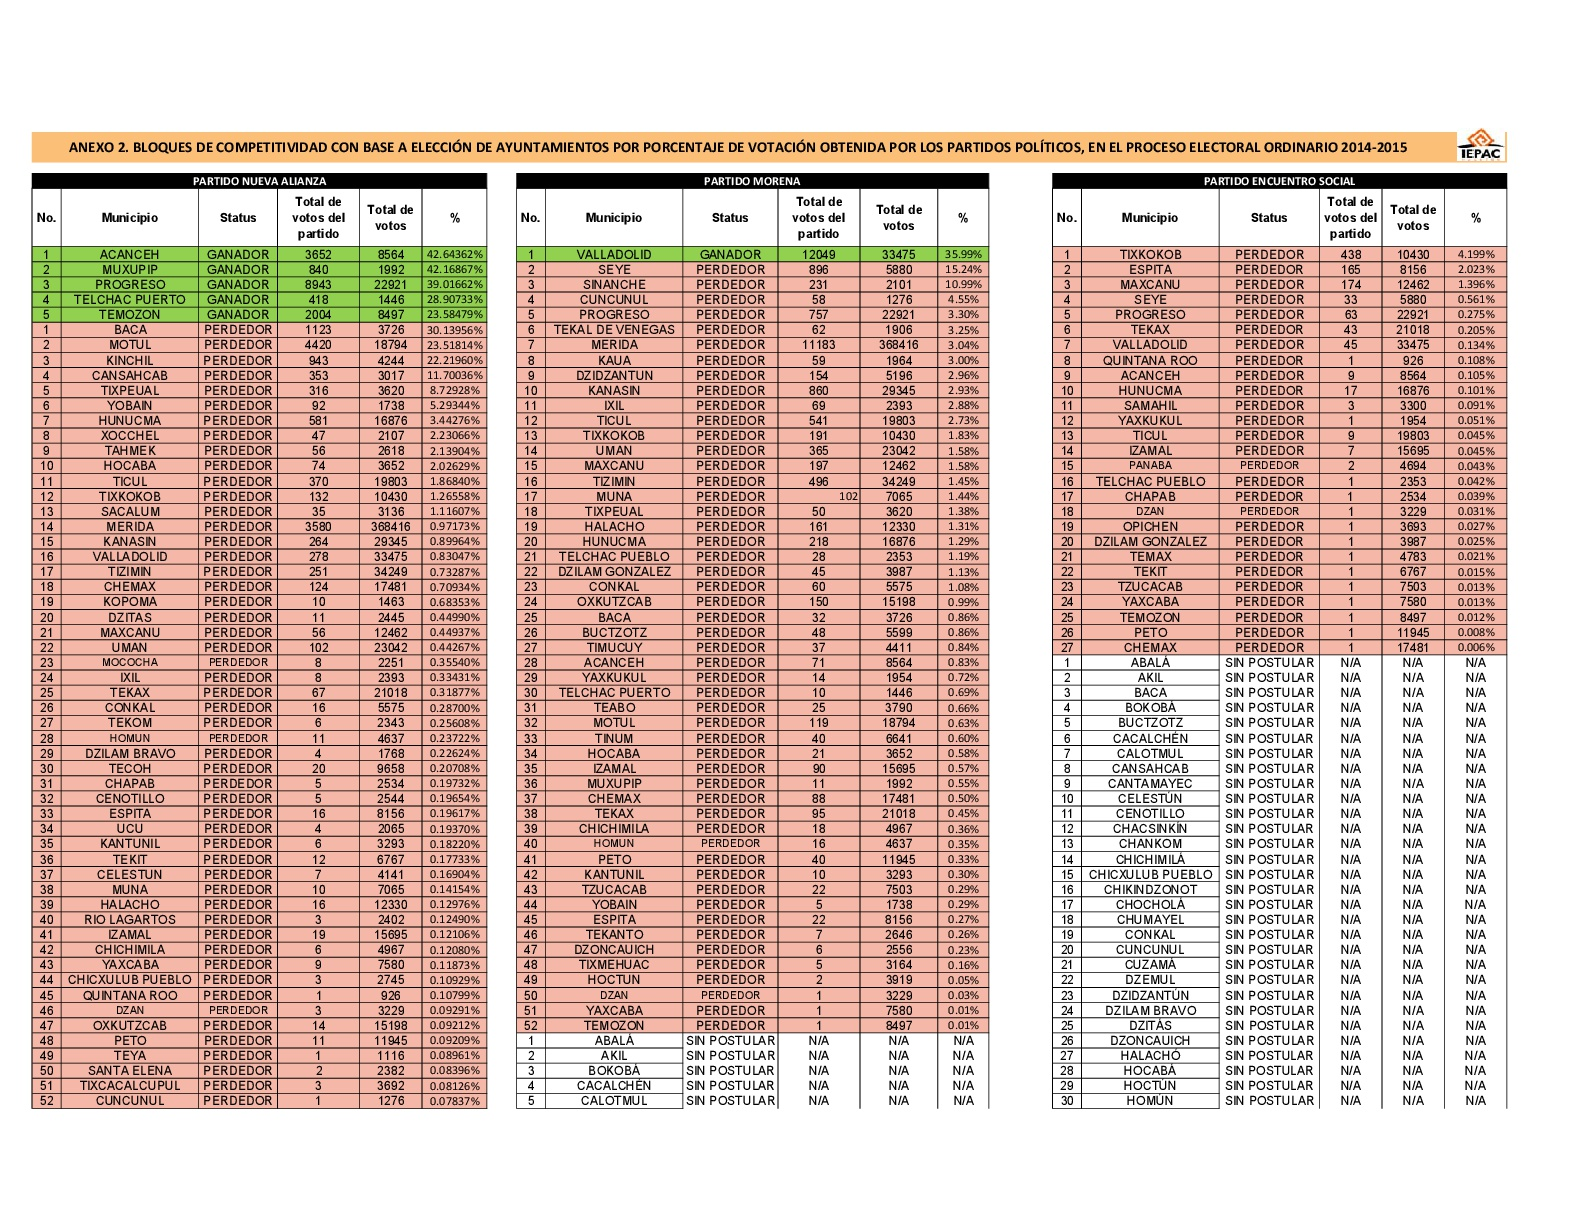 ANEXO 2. BLOQUES DE COMPETITIVIDAD CON BASE A ELECCIÓN DE AYUNTAMIENTOS POR PORCENTAJE DE VOTACIÓN OBTENIDA POR LOS PARTIDOS POLÍTICOS, EN EL PROCESO ELECTORAL ORDINARIO 2014-2015
IEPAC
PARTIDO NUEVA ALIANZA
No. Municipio Status Total de votos del partido Total de votos %
1 ACANCEH GANADOR 3652 8564 42.64362%
2 MUXUPIP GANADOR 840 1992 42.16867%
3 PROGRESO GANADOR 8943 22921 39.01662%
4 TELCHAC PUERTO GANADOR 418 1446 28.90733%
5 TEMOZON GANADOR 2004 8497 23.58479%
1 BACA PERDEDOR 1123 3726 30.13956%
2 MOTUL PERDEDOR 4420 18794 23.51814%
3 KINCHIL PERDEDOR 943 4244 22.21960%
4 CANSAHCAB PERDEDOR 353 3017 11.70036%
5 TIXPEUAL PERDEDOR 316 3620 8.72928%
6 YOBAIN PERDEDOR 92 1738 5.29344%
7 HUNUCMA PERDEDOR 581 16876 3.44276%
8 XOCCHEL PERDEDOR 47 2107 2.23066%
9 TAHMEK PERDEDOR 56 2618 2.13904%
10 HOCABA PERDEDOR 74 3652 2.02629%
11 TICUL PERDEDOR 370 19803 1.86840%
12 TIXKOKOB PERDEDOR 132 10430 1.26558%
13 SACALUM PERDEDOR 35 3136 1.11607%
14 MERIDA PERDEDOR 3580 368416 0.97173%
15 KANASIN PERDEDOR 264 29345 0.89964%
16 VALLADOLID PERDEDOR 278 33475 0.83047%
17 TIZIMIN PERDEDOR 251 34249 0.73287%
18 CHEMAX PERDEDOR 124 17481 0.70934%
19 KOPOMA PERDEDOR 10 1463 0.68353%
20 DZITAS PERDEDOR 11 2445 0.44990%
21 MAXCANU PERDEDOR 56 12462 0.44937%
22 UMAN PERDEDOR 102 23042 0.44267%
23 MOCOCHA PERDEDOR 8 2251 0.35540%
24 IXIL PERDEDOR 8 2393 0.33431%
25 TEKAX PERDEDOR 67 21018 0.31877%
26 CONKAL PERDEDOR 16 5575 0.28700%
27 TEKOM PERDEDOR 6 2343 0.25608%
28 HOMUN PERDEDOR 11 4637 0.23722%
29 DZILAM BRAVO PERDEDOR 4 1768 0.22624%
30 TECOH PERDEDOR 20 9658 0.20708%
31 CHAPAB PERDEDOR 5 2534 0.19732%
32 CENOTILLO PERDEDOR 5 2544 0.19654%
33 ESPITA PERDEDOR 16 8156 0.19617%
34 UCU PERDEDOR 4 2065 0.19370%
35 KANTUNIL PERDEDOR 6 3293 0.18220%
36 TEKIT PERDEDOR 12 6767 0.17733%
37 CELESTUN PERDEDOR 7 4141 0.16904%
38 MUNA PERDEDOR 10 7065 0.14154%
39 HALACHO PERDEDOR 16 12330 0.12976%
40 RIO LAGARTOS PERDEDOR 3 2402 0.12490%
41 IZAMAL PERDEDOR 19 15695 0.12106%
42 CHICHIMILA PERDEDOR 6 4967 0.12080%
43 YAXCABA PERDEDOR 9 7580 0.11873%
44 CHICXULUB PUEBLO PERDEDOR 3 2745 0.10929%
45 QUINTANA ROO PERDEDOR 1 926 0.10799%
46 DZAN PERDEDOR 3 3229 0.09291%
47 OXKUTZCAB PERDEDOR 14 15198 0.09212%
48 PETO PERDEDOR 11 11945 0.09209%
49 TEYA PERDEDOR 1 1116 0.08961%
50 SANTA ELENA PERDEDOR 2 2382 0.08396%
51 TIXCACALCUPUL PERDEDOR 3 3692 0.08126%
52 CUNCUNUL PERDEDOR 1 1276 0.07837%
PARTIDO MORENA
No. Municipio Status Total de votos del partido Total de votos %
1 VALLADOLID GANADOR 12049 33475 35.99%
2 SEYE PERDEDOR 896 5880 15.24%
3 SINANCHE PERDEDOR 231 2101 10.99%
4 CUNCUNUL PERDEDOR 58 1276 4.55%
5 PROGRESO PERDEDOR 757 22921 3.30%
6 TEKAL DE VENEGAS PERDEDOR 62 1906 3.25%
7 MERIDA PERDEDOR 11183 368416 3.04%
8 KAUA PERDEDOR 59 1964 3.00%
9 DZIDZANTUN PERDEDOR 154 5196 2.96%
10 KANASIN PERDEDOR 860 29345 2.93%
11 IXIL PERDEDOR 69 2393 2.88%
12 TICUL PERDEDOR 541 19803 2.73%
13 TIXKOKOB PERDEDOR 191 10430 1.83%
14 UMAN PERDEDOR 365 23042 1.58%
15 MAXCANU PERDEDOR 197 12462 1.58%
16 TIZIMIN PERDEDOR 496 34249 1.45%
17 MUNA PERDEDOR 102 7065 1.44%
18 TIXPEUAL PERDEDOR 50 3620 1.38%
19 HALACHO PERDEDOR 161 12330 1.31%
20 HUNUCMA PERDEDOR 218 16876 1.29%
21 TELCHAC PUEBLO PERDEDOR 28 2353 1.19%
22 DZILAM GONZALEZ PERDEDOR 45 3987 1.13%
23 CONKAL PERDEDOR 60 5575 1.08%
24 OXKUTZCAB PERDEDOR 150 15198 0.99%
25 BACA PERDEDOR 32 3726 0.86%
26 BUCTZOTZ PERDEDOR 48 5599 0.86%
27 TIMUCUY PERDEDOR 37 4411 0.84%
28 ACANCEH PERDEDOR 71 8564 0.83%
29 YAXKUKUL PERDEDOR 14 1954 0.72%
30 TELCHAC PUERTO PERDEDOR 10 1446 0.69%
31 TEABO PERDEDOR 25 3790 0.66%
32 MOTUL PERDEDOR 119 18794 0.63%
33 TINUM PERDEDOR 40 6641 0.60%
34 HOCABA PERDEDOR 21 3652 0.58%
35 IZAMAL PERDEDOR 90 15695 0.57%
36 MUXUPIP PERDEDOR 11 1992 0.55%
37 CHEMAX PERDEDOR 88 17481 0.50%
38 TEKAX PERDEDOR 95 21018 0.45%
39 CHICHIMILA PERDEDOR 18 4967 0.36%
40 HOMUN PERDEDOR 16 4637 0.35%
41 PETO PERDEDOR 40 11945 0.33%
42 KANTUNIL PERDEDOR 10 3293 0.30%
43 TZUCACAB PERDEDOR 22 7503 0.29%
44 YOBAIN PERDEDOR 5 1738 0.29%
45 ESPITA PERDEDOR 22 8156 0.27%
46 TEKANTO PERDEDOR 7 2646 0.26%
47 DZONCAUICH PERDEDOR 6 2556 0.23%
48 TIXMEHUAC PERDEDOR 5 3164 0.16%
49 HOCTUN PERDEDOR 2 3919 0.05%
50 DZAN PERDEDOR 1 3229 0.03%
51 YAXCABA PERDEDOR 1 7580 0.01%
52 TEMOZON PERDEDOR 1 8497 0.01%
1 ABALÁ SIN POSTULAR N/A N/A N/A
2 AKIL SIN POSTULAR N/A N/A N/A
3 BOKOBÁ SIN POSTULAR N/A N/A N/A
4 CACALCHÉN SIN POSTULAR N/A N/A N/A
5 CALOTMUL SIN POSTULAR N/A N/A N/A
PARTIDO ENCUENTRO SOCIAL
No. Municipio Status Total de votos del partido Total de votos %
1 TIXKOKOB PERDEDOR 438 10430 4.199%
2 ESPITA PERDEDOR 165 8156 2.023%
3 MAXCANU PERDEDOR 174 12462 1.396%
4 SEYE PERDEDOR 33 5880 0.561%
5 PROGRESO PERDEDOR 63 22921 0.275%
6 TEKAX PERDEDOR 43 21018 0.205%
7 VALLADOLID PERDEDOR 45 33475 0.134%
8 QUINTANA ROO PERDEDOR 1 926 0.108%
9 ACANCEH PERDEDOR 9 8564 0.105%
10 HUNUCMA PERDEDOR 17 16876 0.101%
11 SAMAHIL PERDEDOR 3 3300 0.091%
12 YAXKUKUL PERDEDOR 1 1954 0.051%
13 TICUL PERDEDOR 9 19803 0.045%
14 IZAMAL PERDEDOR 7 15695 0.045%
15 PANABA PERDEDOR 2 4694 0.043%
16 TELCHAC PUEBLO PERDEDOR 1 2353 0.042%
17 CHAPAB PERDEDOR 1 2534 0.039%
18 DZAN PERDEDOR 1 3229 0.031%
19 OPICHEN PERDEDOR 1 3693 0.027%
20 DZILAM GONZALEZ PERDEDOR 1 3987 0.025%
21 TEMAX PERDEDOR 1 4783 0.021%
22 TEKIT PERDEDOR 1 6767 0.015%
23 TZUCACAB PERDEDOR 1 7503 0.013%
24 YAXCABA PERDEDOR 1 7580 0.013%
25 TEMOZON PERDEDOR 1 8497 0.012%
26 PETO PERDEDOR 1 11945 0.008%
27 CHEMAX PERDEDOR 1 17481 0.006%
1 ABALÁ SIN POSTULAR N/A N/A N/A
2 AKIL SIN POSTULAR N/A N/A N/A
3 BACA SIN POSTULAR N/A N/A N/A
4 BOKOBÁ SIN POSTULAR N/A N/A N/A
5 BUCTZOTZ SIN POSTULAR N/A N/A N/A
6 CACALCHÉN SIN POSTULAR N/A N/A N/A
7 CALOTMUL SIN POSTULAR N/A N/A N/A
8 CANSAHCAB SIN POSTULAR N/A N/A N/A
9 CANTAMAYEC SIN POSTULAR N/A N/A N/A
10 CELESTÚN SIN POSTULAR N/A N/A N/A
11 CENOTILLO SIN POSTULAR N/A N/A N/A
12 CHACSINKÍN SIN POSTULAR N/A N/A N/A
13 CHANKOM SIN POSTULAR N/A N/A N/A
14 CHICHIMILÁ SIN POSTULAR N/A N/A N/A
15 CHICXULUB PUEBLO SIN POSTULAR N/A N/A N/A
16 CHIKINDZONOT SIN POSTULAR N/A N/A N/A
17 CHOCHOLÁ SIN POSTULAR N/A N/A N/A
18 CHUMAYEL SIN POSTULAR N/A N/A N/A
19 CONKAL SIN POSTULAR N/A N/A N/A
20 CUNCUNUL SIN POSTULAR N/A N/A N/A
21 CUZAMÁ SIN POSTULAR N/A N/A N/A
22 DZEMUL SIN POSTULAR N/A N/A N/A
23 DZIDZANTÚN SIN POSTULAR N/A N/A N/A
24 DZILAM BRAVO SIN POSTULAR N/A N/A N/A
25 DZITÁS SIN POSTULAR N/A N/A N/A
26 DZONCAUICH SIN POSTULAR N/A N/A N/A
27 HALACHÓ SIN POSTULAR N/A N/A N/A
28 HOCABÁ SIN POSTULAR N/A N/A N/A
29 HOCTÚN SIN POSTULAR N/A N/A N/A
30 HOMÚN SIN POSTULAR N/A N/A N/A